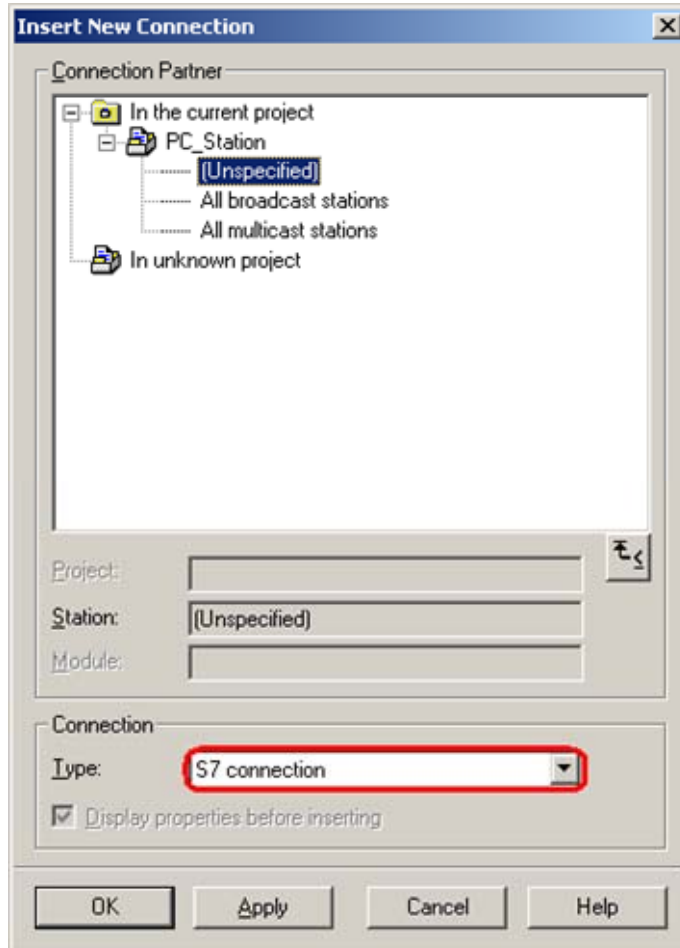 Insert New Connection
Connection Partner
In the current project
PC_Station
(Unspecified)
All broadcast stations
All multicast stations
In unknown project
Project:
Station: (Unspecified)
Module:
Connection
Type: S7 connection
Display properties before inserting
OK Apply Cancel Help